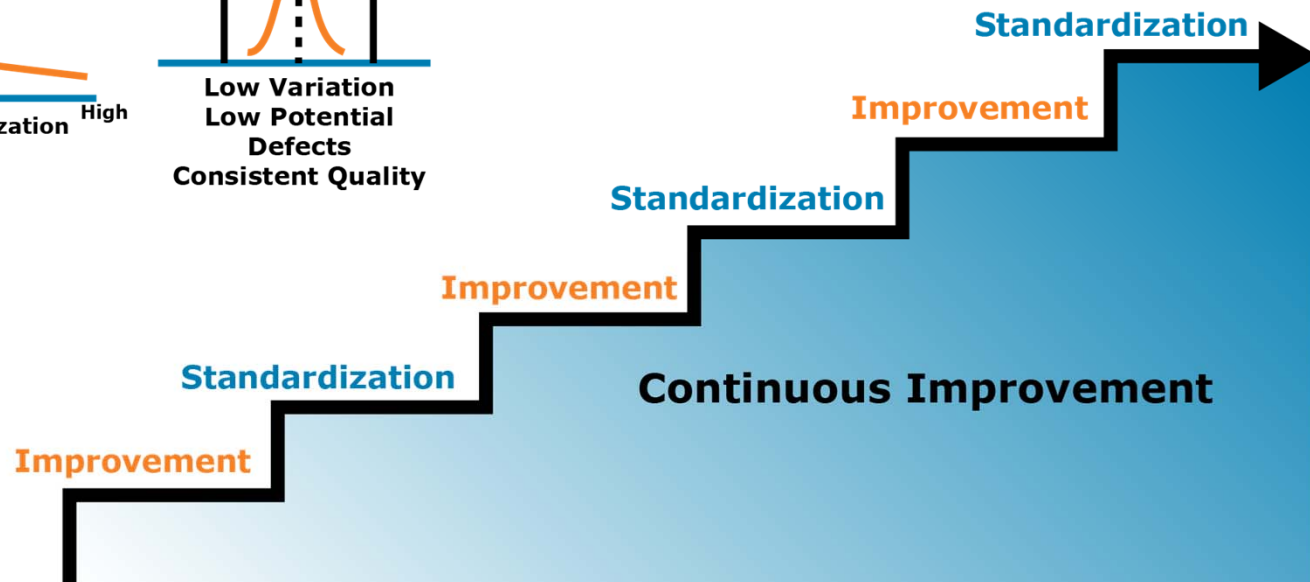 Standardization
High
zation
Low Variation
Low Potential
Defects
Consistent Quality
Improvement
Standardization
Improvement
Standardization
Continuous Improvement
Improvement